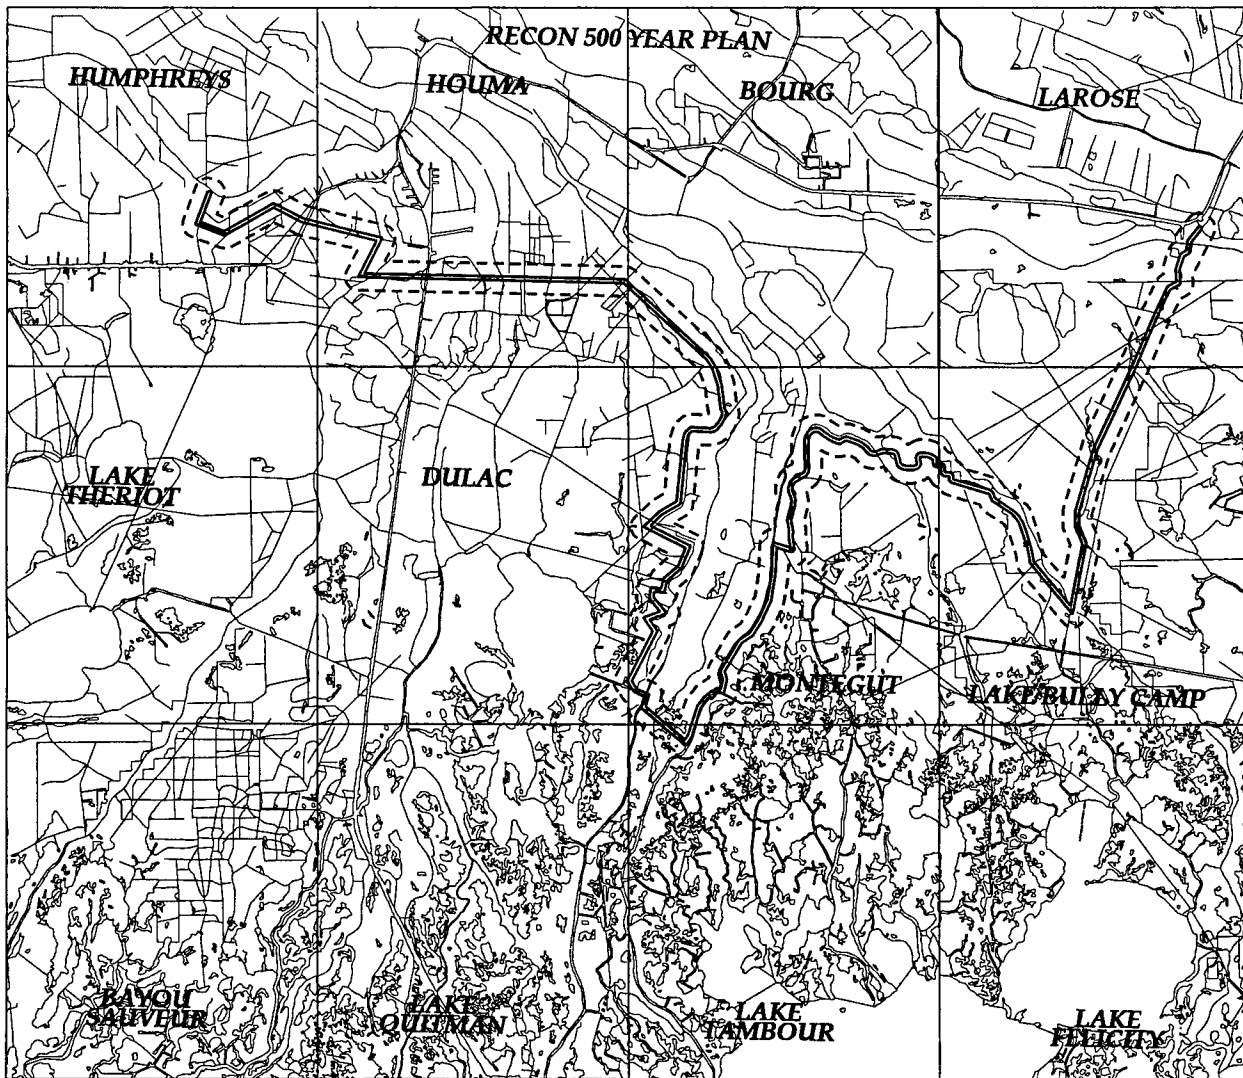 RECON 500 YEAR PLAN
HUMPHREYS
HOUMA
BOURG
LAROSE
LAKE
THERIOT
DULAC
MONTEGUT
LAKE BULLY CAMP
BAYOU
SAUVEUR
LAKE
QUITMAN
LAKE
TAMBOUR
LAKE
FELICITY